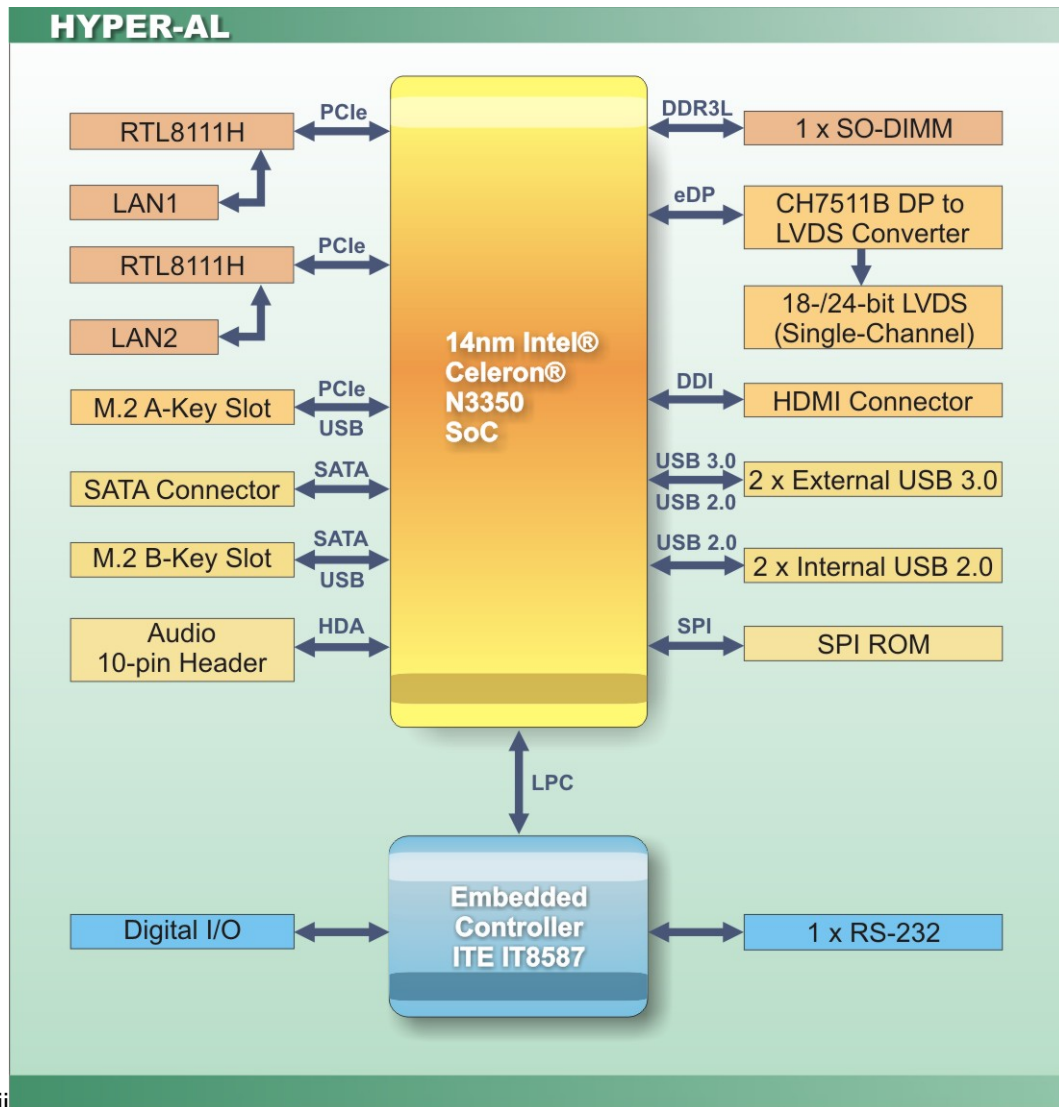 HYPER-AL
PCIe
RTL8111H
LAN1
PCIe
RTL8111H
LAN2
PCIe
M.2 A-Key Slot
USB
SATA
SATA Connector
SATA
M.2 B-Key Slot
USB
HDA
Audio
10-pin Header
14nm Intel®
Celeron®
N3350
SoC
DDR3L
1 x SO-DIMM
eDP
CH7511B DP to
LVDS Converter
18-/24-bit LVDS
(Single-Channel)
DDI
HDMI Connector
USB 3.0
2 x External USB 3.0
USB 2.0
USB 2.0
2 x Internal USB 2.0
SPI
SPI ROM
LPC
Embedded
Controller
ITE IT8587
Digital I/O
1 x RS-232
ii